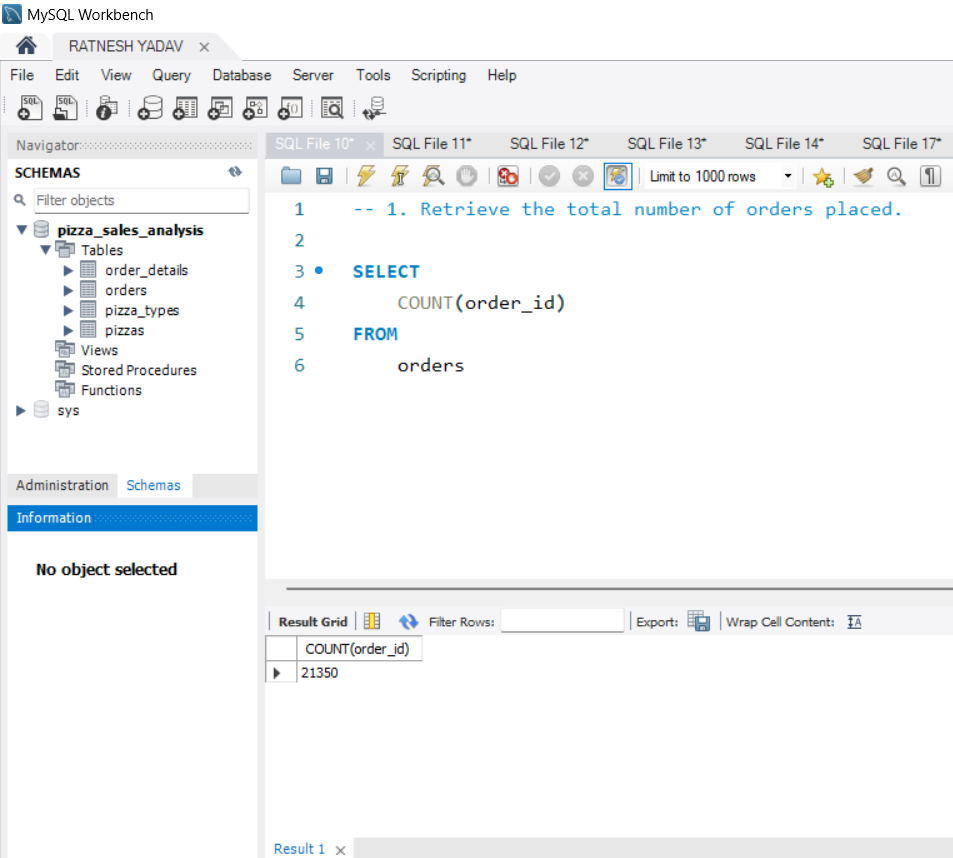 MySQL Workbench
RATNESH YADAV
File Edit View Query Database Server Tools Scripting Help
Navigator
SQL File 10* SQL File 11* SQL File 12* SQL File 13* SQL File 14* SQL File 17*
SCHEMAS
Limit to 1000 rows
Filter objects
pizza_sales_analysis
Tables
order_details
orders
pizza_types
pizzas
Views
Stored Procedures
Functions
sys
1 -- 1. Retrieve the total number of orders placed.
2
3 SELECT
4 COUNT(order_id)
5 FROM
6 orders
Administration Schemas
Information
No object selected
Result Grid Filter Rows: Export: Wrap Cell Content:
COUNT(order_id)
21350
Result 1